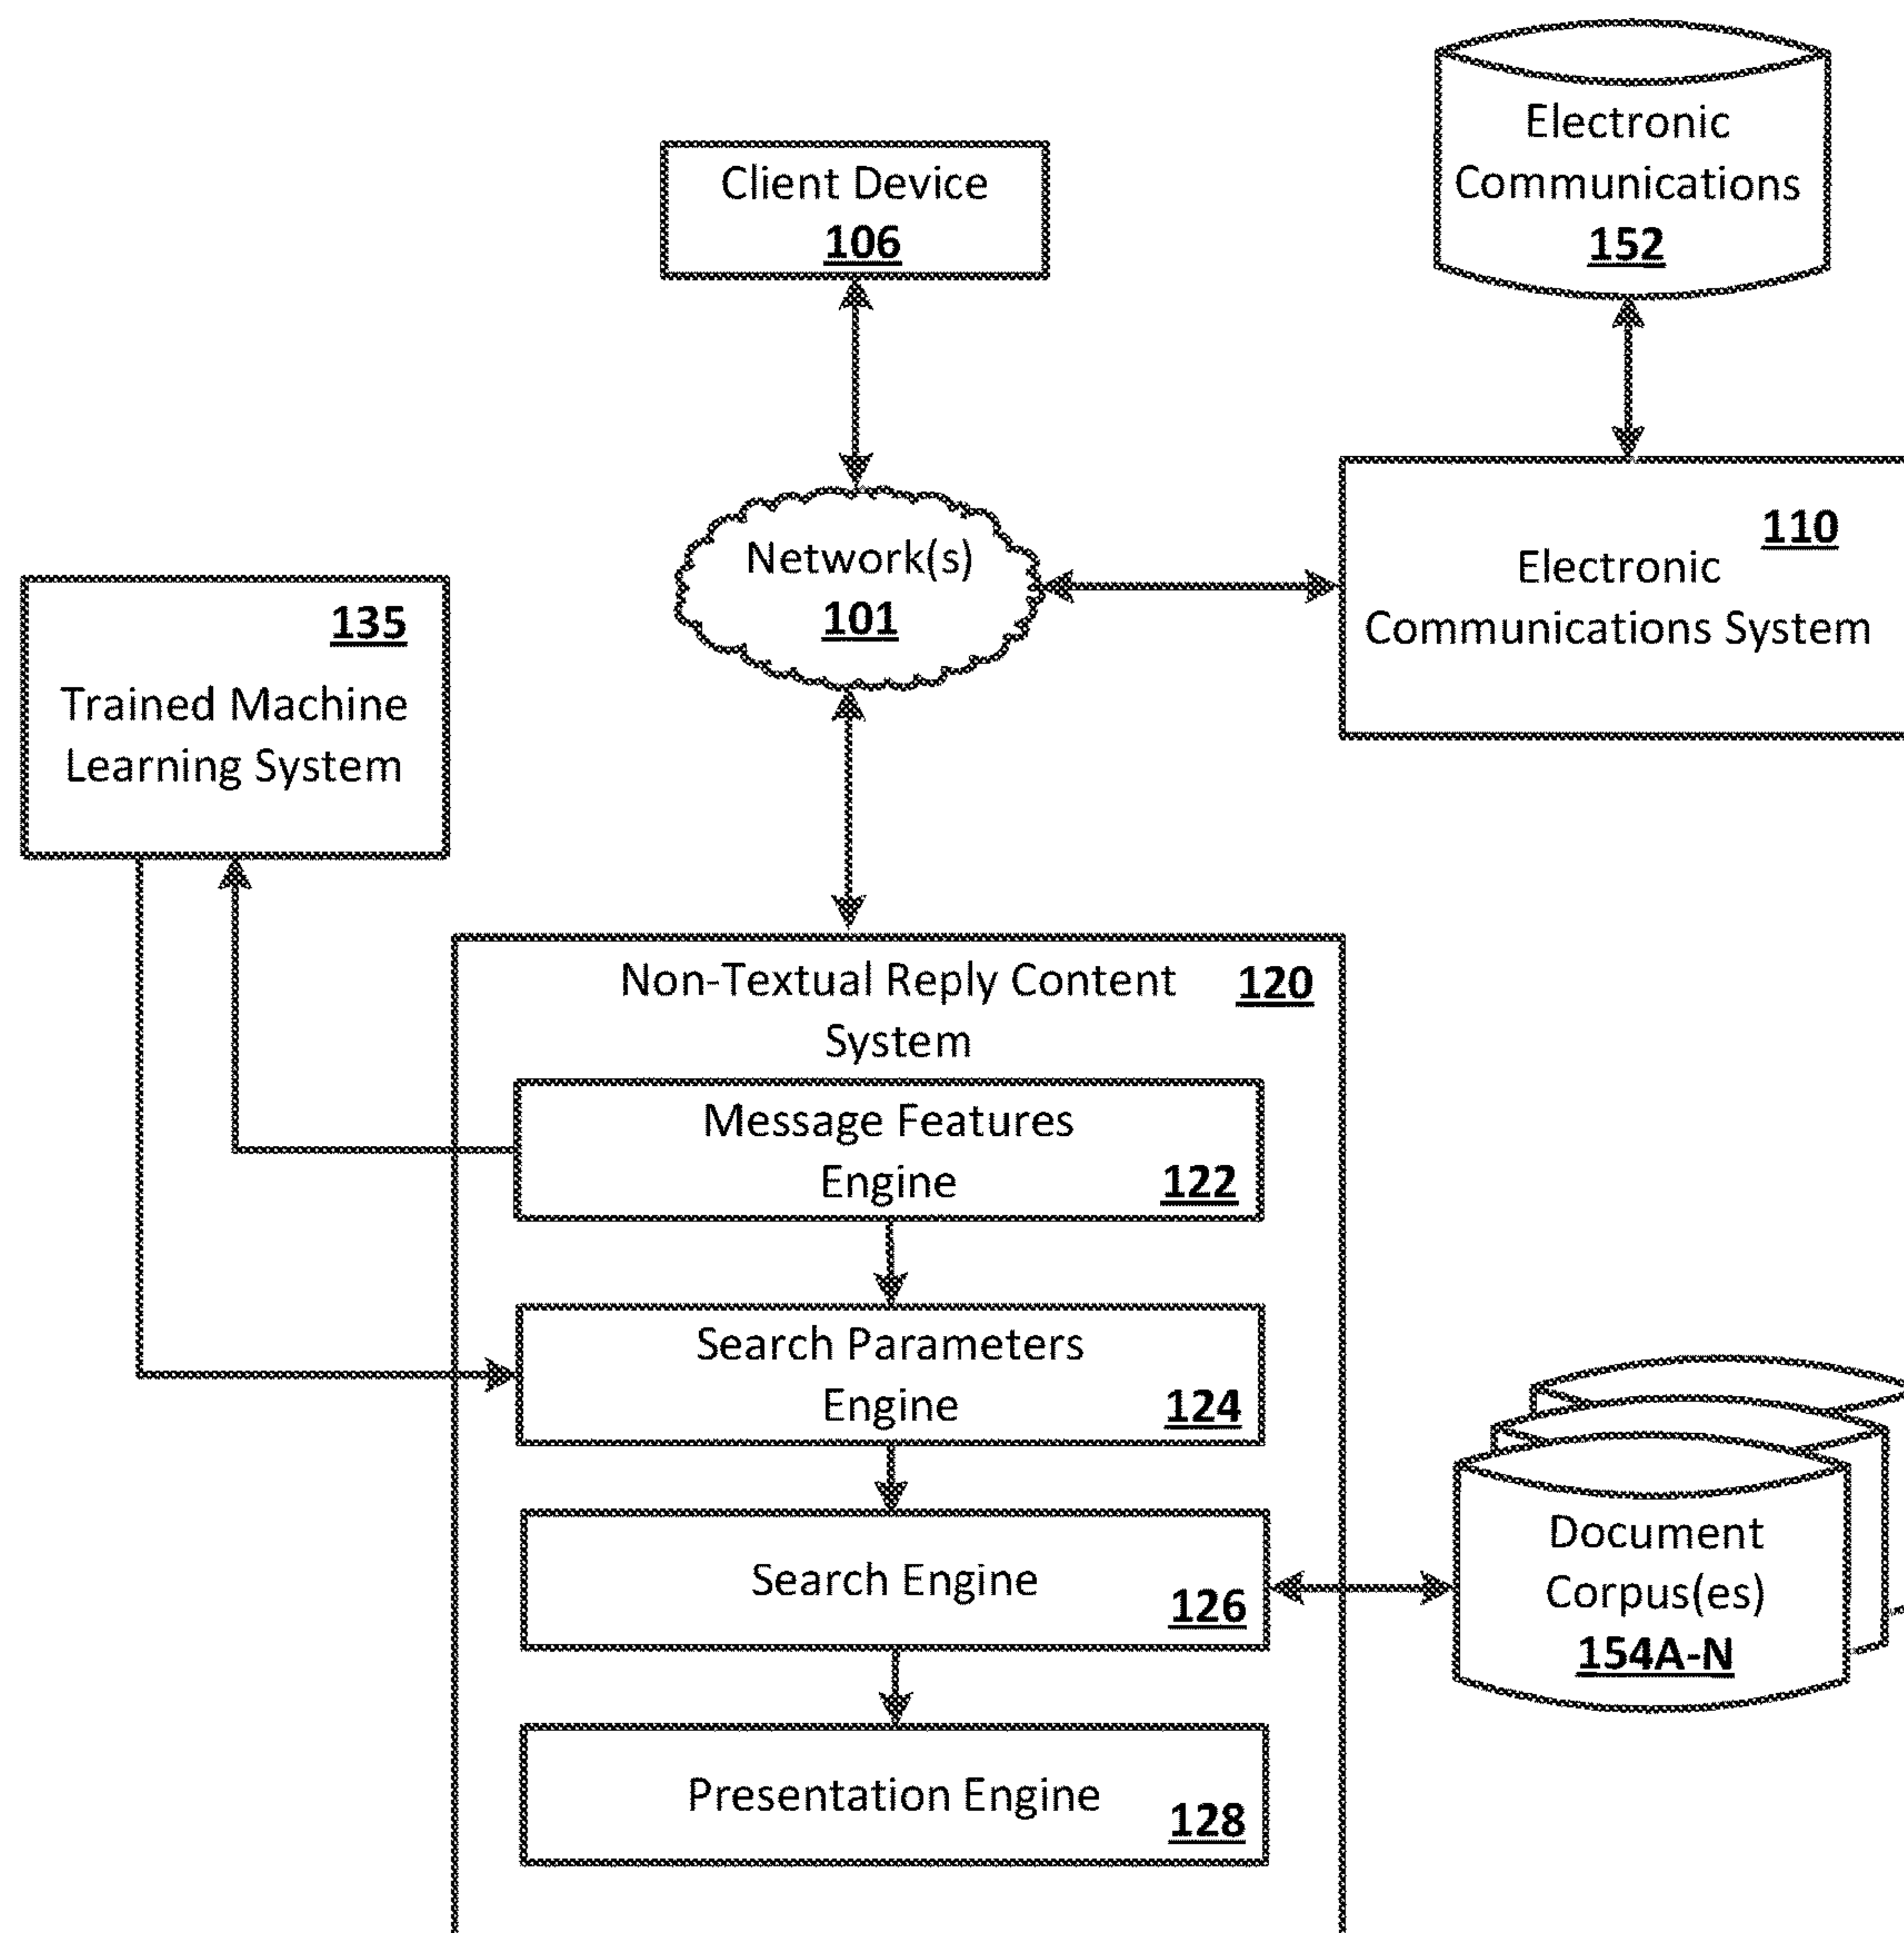 Electronic
Communications
152
Client Device
106
110
Electronic
Communications System
Network(s)
101
135
Trained Machine
Learning System
Non-Textual Reply Content 120
System
Message Features
Engine 122
Search Parameters
Engine 124
Search Engine
126
Document
Corpus(es)
154A-N
Presentation Engine
128